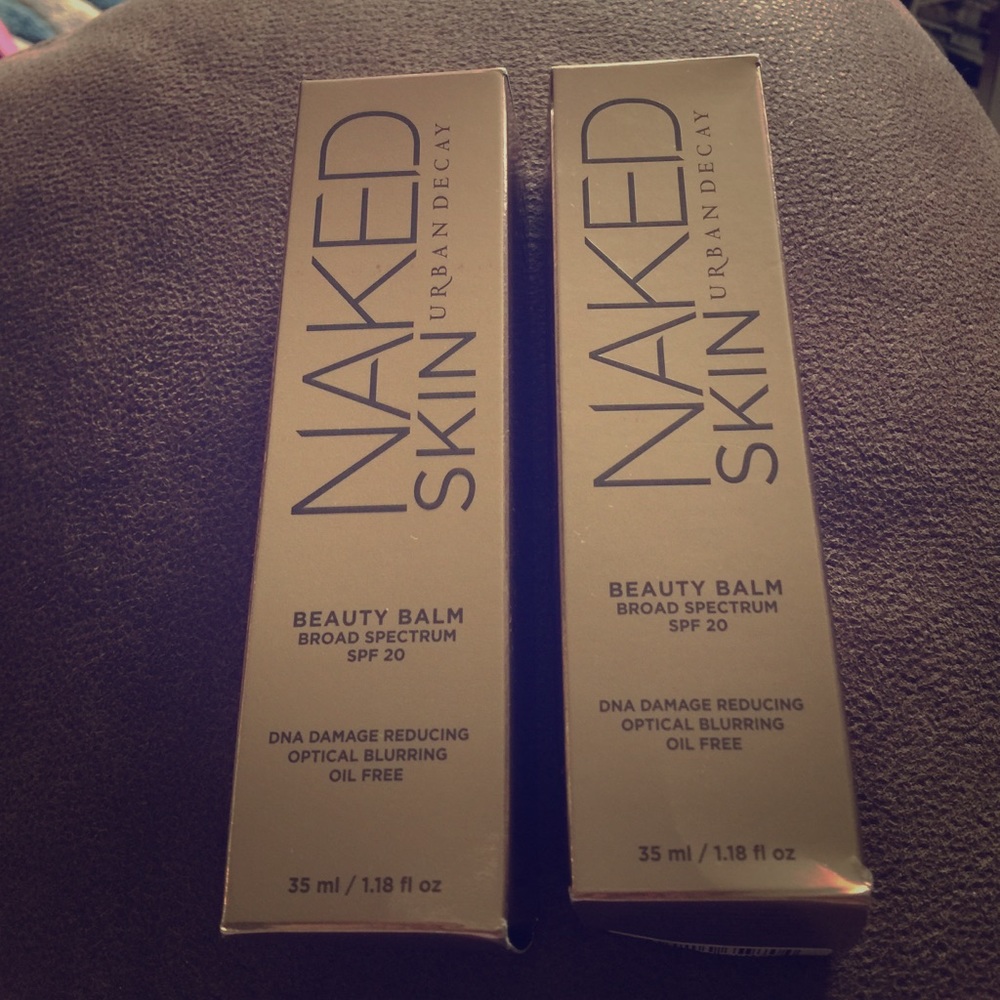 NAKED
SKIN URBAN DECAY
BEAUTY BALM
BROAD SPECTRUM
SPF 20
DNA DAMAGE REDUCING
OPTICAL BLURRING
OIL FREE
35 ml / 1.18 fl oz
NAKED
SKIN URBAN DECAY
BEAUTY BALM
BROAD SPECTRUM
SPF 20
DNA DAMAGE REDUCING
OPTICAL BLURRING
OIL FREE
35 ml / 1.18 fl oz